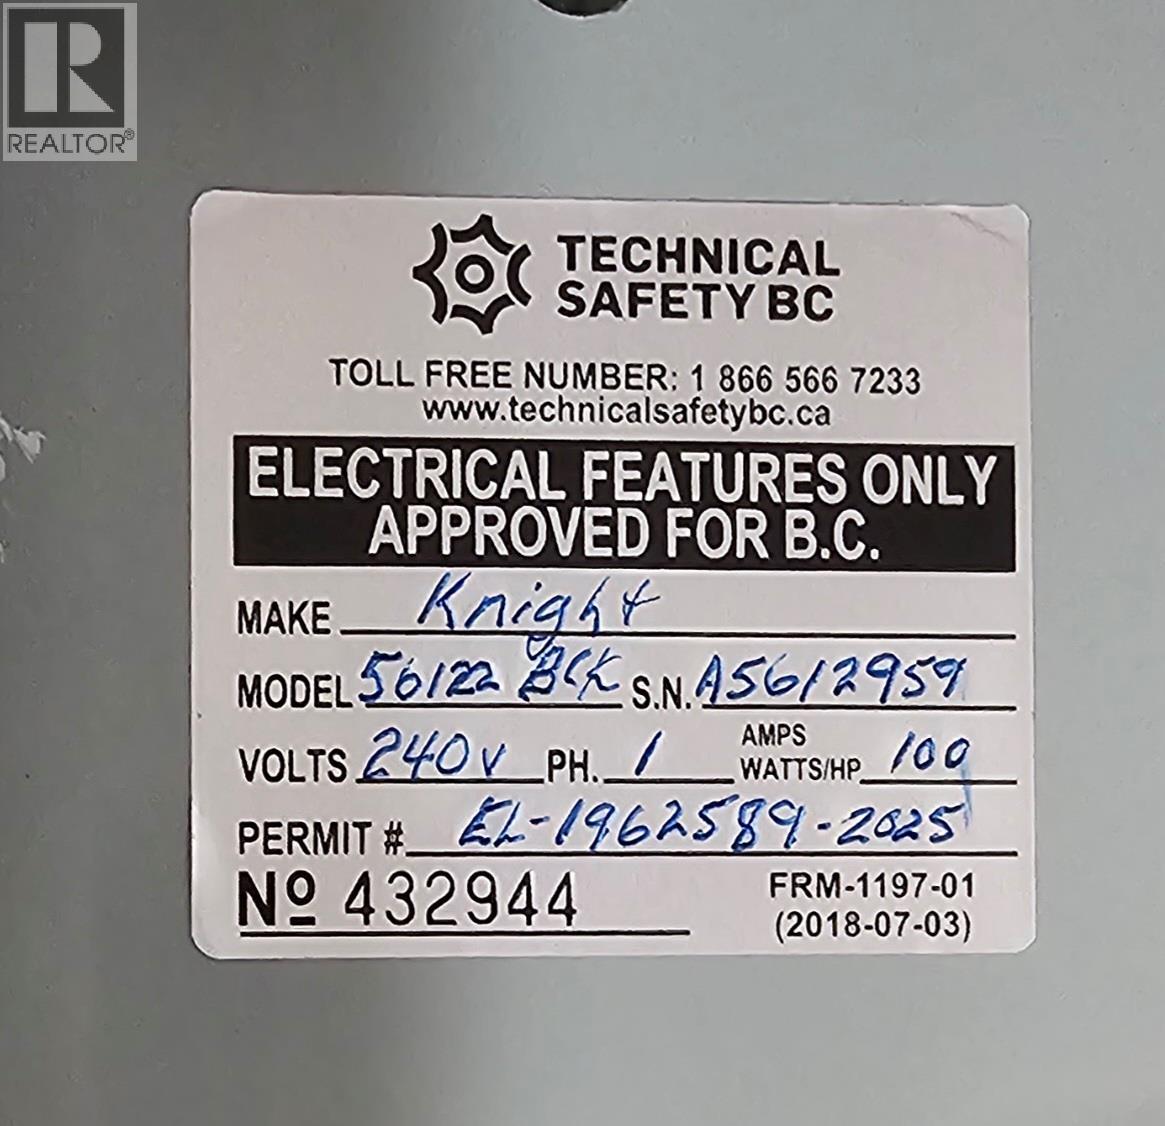 REALTOR®
TECHNICAL
SAFETY BC
TOLL FREE NUMBER: 1 866 566 7233
www.technicalsafetybc.ca
ELECTRICAL FEATURES ONLY
APPROVED FOR B.C.
MAKE Knight
MODEL 56122 BCK S.N. A5612959
VOLTS 240v PH. 1 AMPS WATTS/HP 100
PERMIT # EL-1962589-2025
Nº 432944
FRM-1197-01
(2018-07-03)